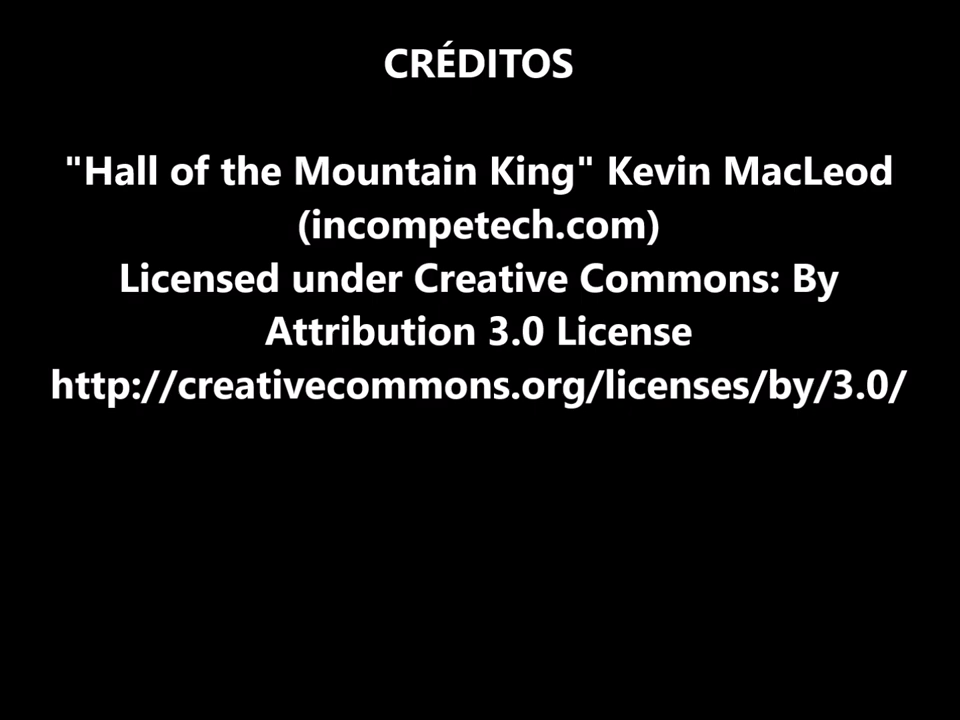 CRÉDITOS
"Hall of the Mountain King" Kevin MacLeod
(incompetech.com)
Licensed under Creative Commons: By
Attribution 3.0 License
http://creativecommons.org/licenses/by/3.0/